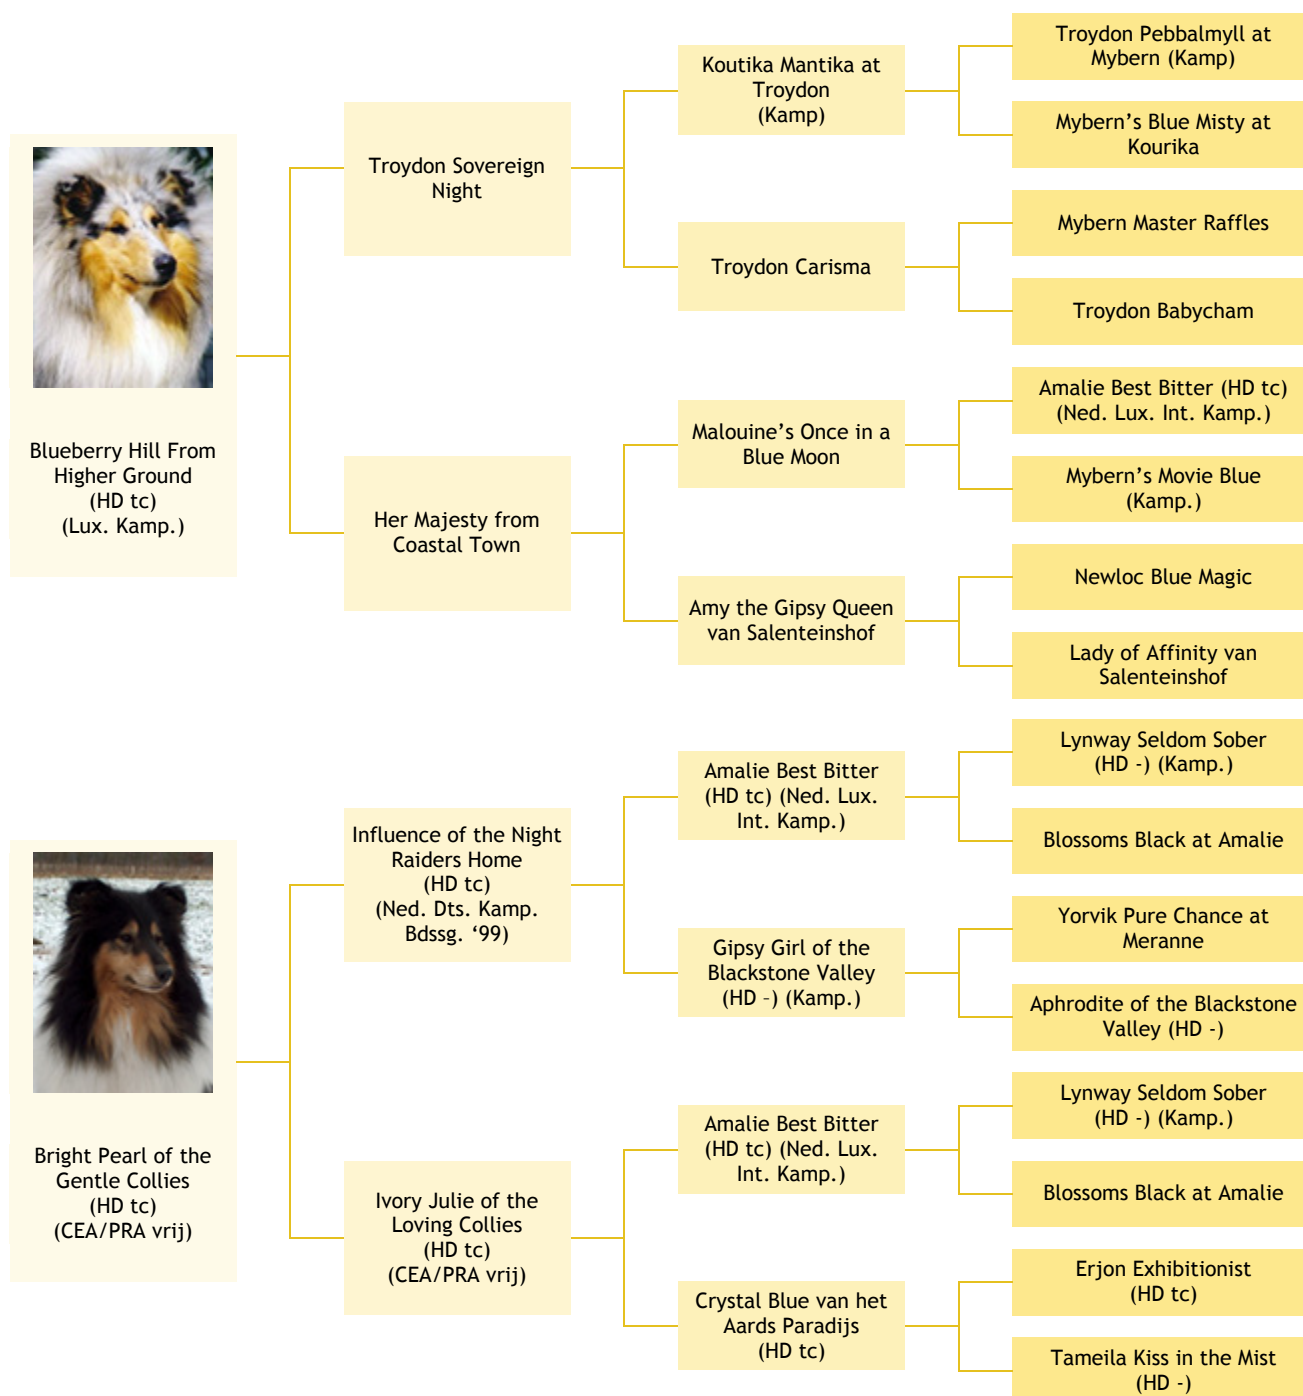 Blueberry Hill From
Higher Ground
(HD tc)
(Lux. Kamp.)
Troydon Sovereign
Night
Koutika Mantika at
Troydon
(Kamp)
Troydon Pebbalmyll at
Mybern (Kamp)
Mybern’s Blue Misty at
Kourika
Troydon Carisma
Mybern Master Raffles
Troydon Babycham
Her Majesty from
Coastal Town
Malouine’s Once in a
Blue Moon
Amalie Best Bitter (HD tc)
(Ned. Lux. Int. Kamp.)
Mybern’s Movie Blue
(Kamp.)
Amy the Gipsy Queen
van Salenteinshof
Newloc Blue Magic
Lady of Affinity van
Salenteinshof
Bright Pearl of the
Gentle Collies
(HD tc)
(CEA/PRA vrij)
Influence of the Night
Raiders Home
(HD tc)
(Ned. Dts. Kamp.
Bdssg. ‘99)
Amalie Best Bitter
(HD tc) (Ned. Lux.
Int. Kamp.)
Lynway Seldom Sober
(HD -) (Kamp.)
Blossoms Black at Amalie
Gipsy Girl of the
Blackstone Valley
(HD –) (Kamp.)
Yorvik Pure Chance at
Meranne
Aphrodite of the Blackstone
Valley (HD -)
Ivory Julie of the
Loving Collies
(HD tc)
(CEA/PRA vrij)
Amalie Best Bitter
(HD tc) (Ned. Lux.
Int. Kamp.)
Lynway Seldom Sober
(HD -) (Kamp.)
Blossoms Black at Amalie
Crystal Blue van het
Aards Paradijs
(HD tc)
Erjon Exhibitionist
(HD tc)
Tameila Kiss in the Mist
(HD -)